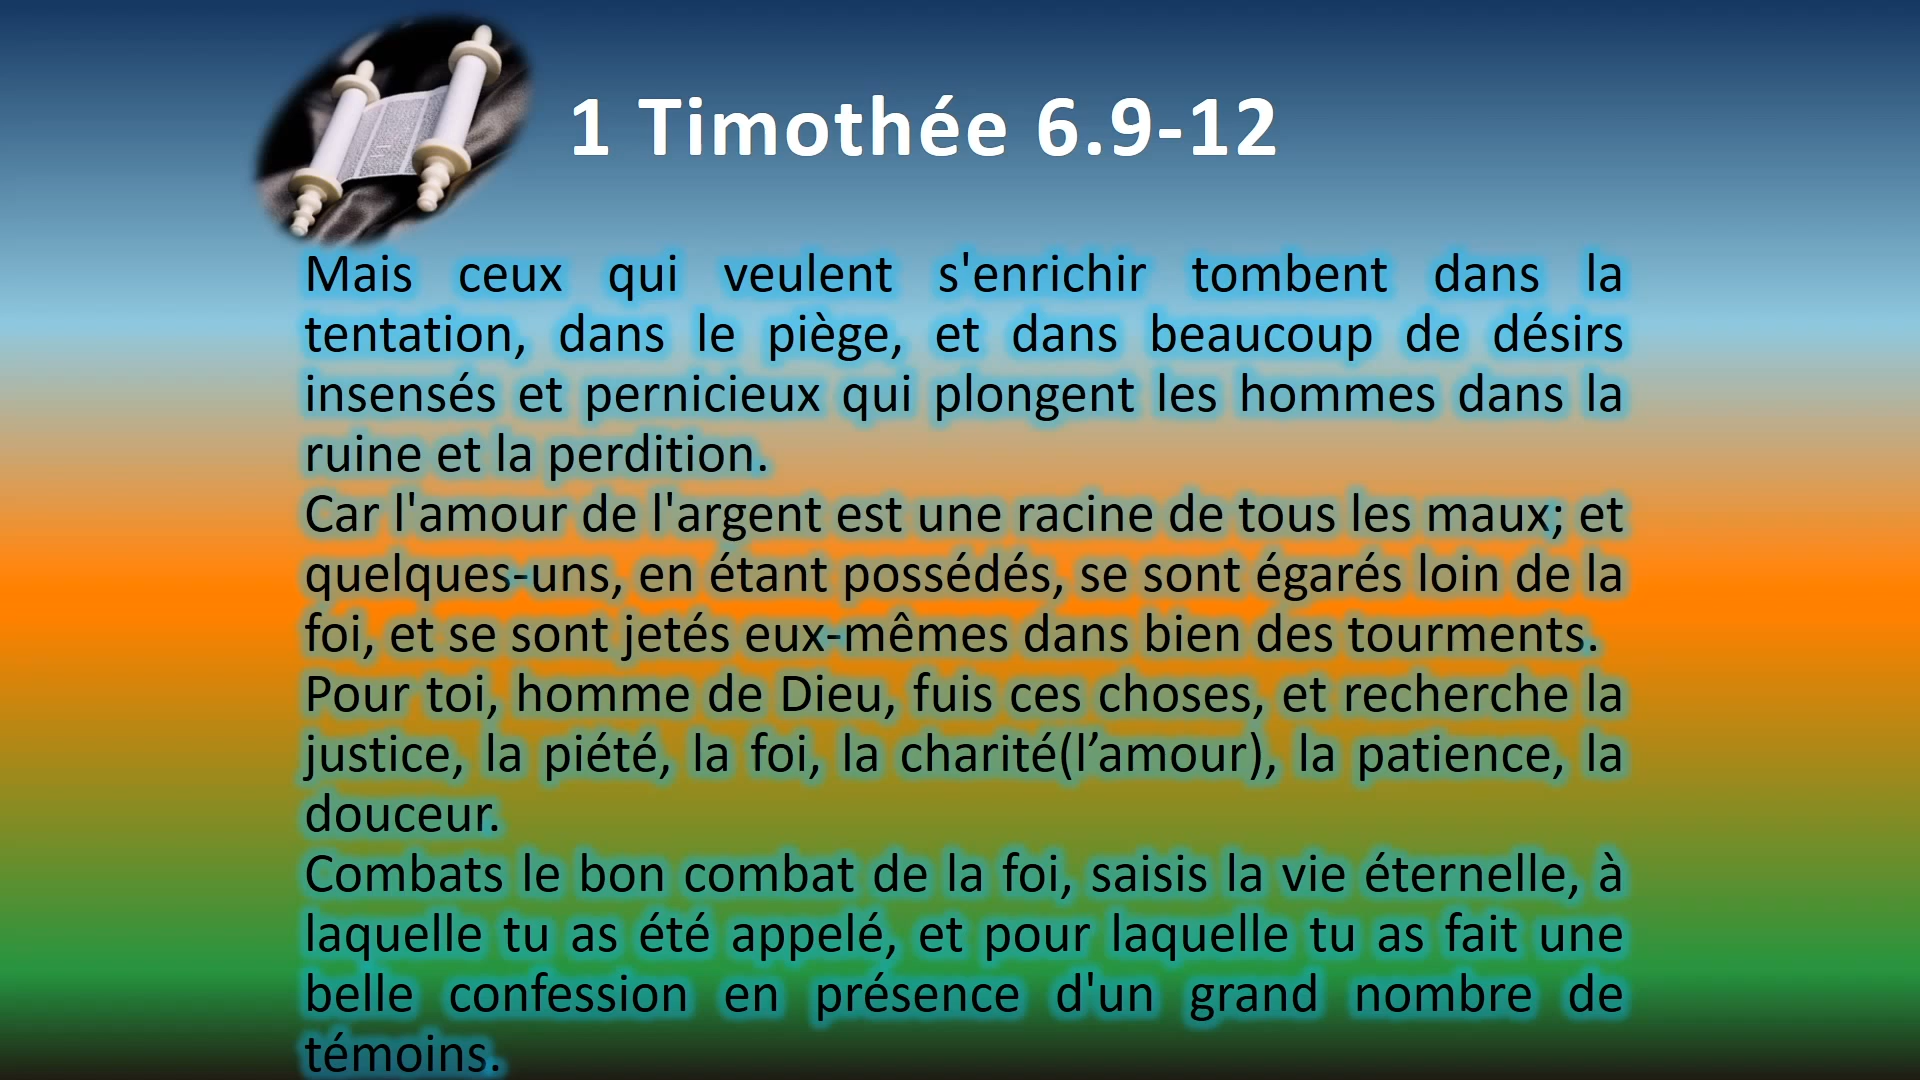 1 Timothée 6.9-12
Mais ceux qui veulent s'enrichir tombent dans la
tentation, dans le piège, et dans beaucoup de désirs
insensés et pernicieux qui plongent les hommes dans la
ruine et la perdition.
Car l'amour de l'argent est une racine de tous les maux; et
quelques-uns, en étant possédés, se sont égarés loin de la
foi, et se sont jetés eux-mêmes dans bien des tourments.
Pour toi, homme de Dieu, fuis ces choses, et recherche la
justice, la piété, la foi, la charité(l’amour), la patience, la
douceur.
Combats le bon combat de la foi, saisis la vie éternelle, à
laquelle tu as été appelé, et pour laquelle tu as fait une
belle confession en présence d'un grand nombre de
témoins.